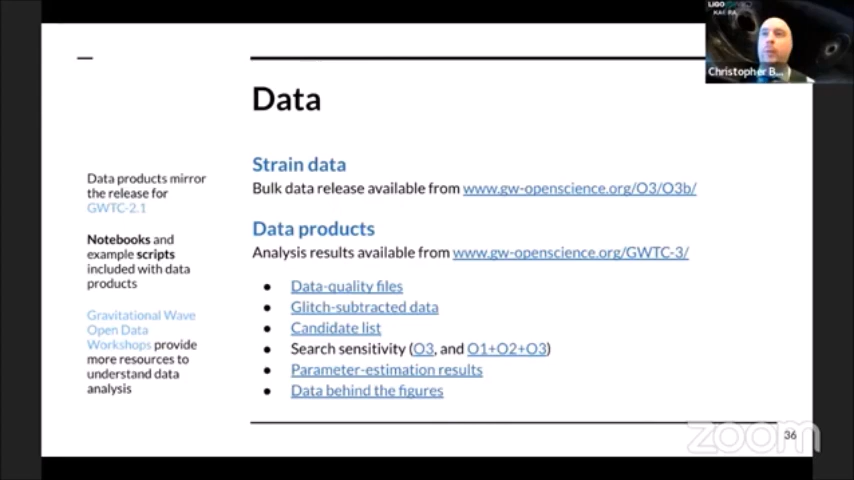 LIGO
Christopher B...
Data
Data products mirror
the release for
GWTC-2.1
Notebooks and
example scripts
included with data
products
Gravitational Wave
Open Data
Workshops provide
more resources to
understand data
analysis
Strain data
Bulk data release available from www.gw-openscience.org/O3/O3b/
Data products
Analysis results available from www.gw-openscience.org/GWTC-3/
● Data-quality files
● Glitch-subtracted data
● Candidate list
● Search sensitivity (O3, and O1+O2+O3)
● Parameter-estimation results
● Data behind the figures
zoom
36